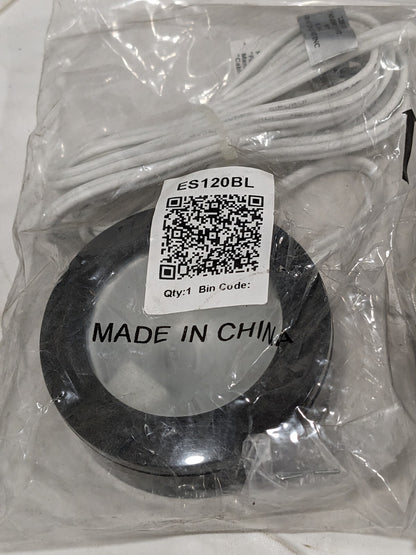 ES120BL
Qty:1 Bin Code:
MADE IN CHINA